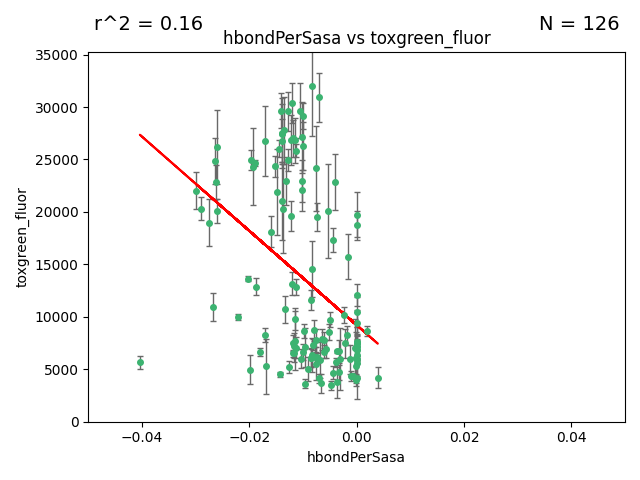 r^2 = 0.16
N = 126
hbondPerSasa vs toxgreen_fluor
35000
30000
25000
20000
15000
10000
5000
0
toxgreen_fluor
−0.04
−0.02
0.00
0.02
0.04
hbondPerSasa